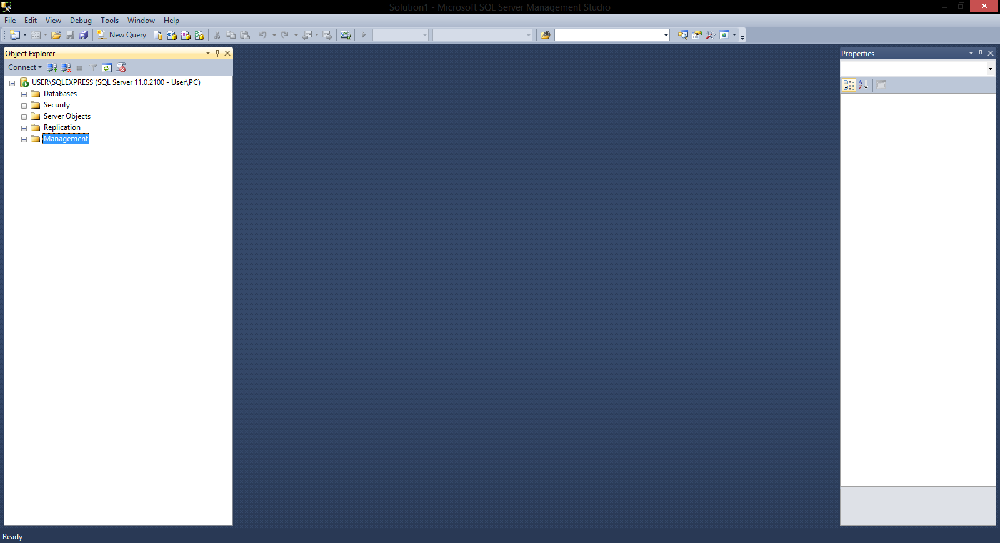 Solution1 - Microsoft SQL Server Management Studio
File Edit View Debug Tools Window Help
New Query
Object Explorer
Connect
USER\SQLEXPRESS (SQL Server 11.0.2100 - User\PC)
Databases
Security
Server Objects
Replication
Management
Properties
Ready